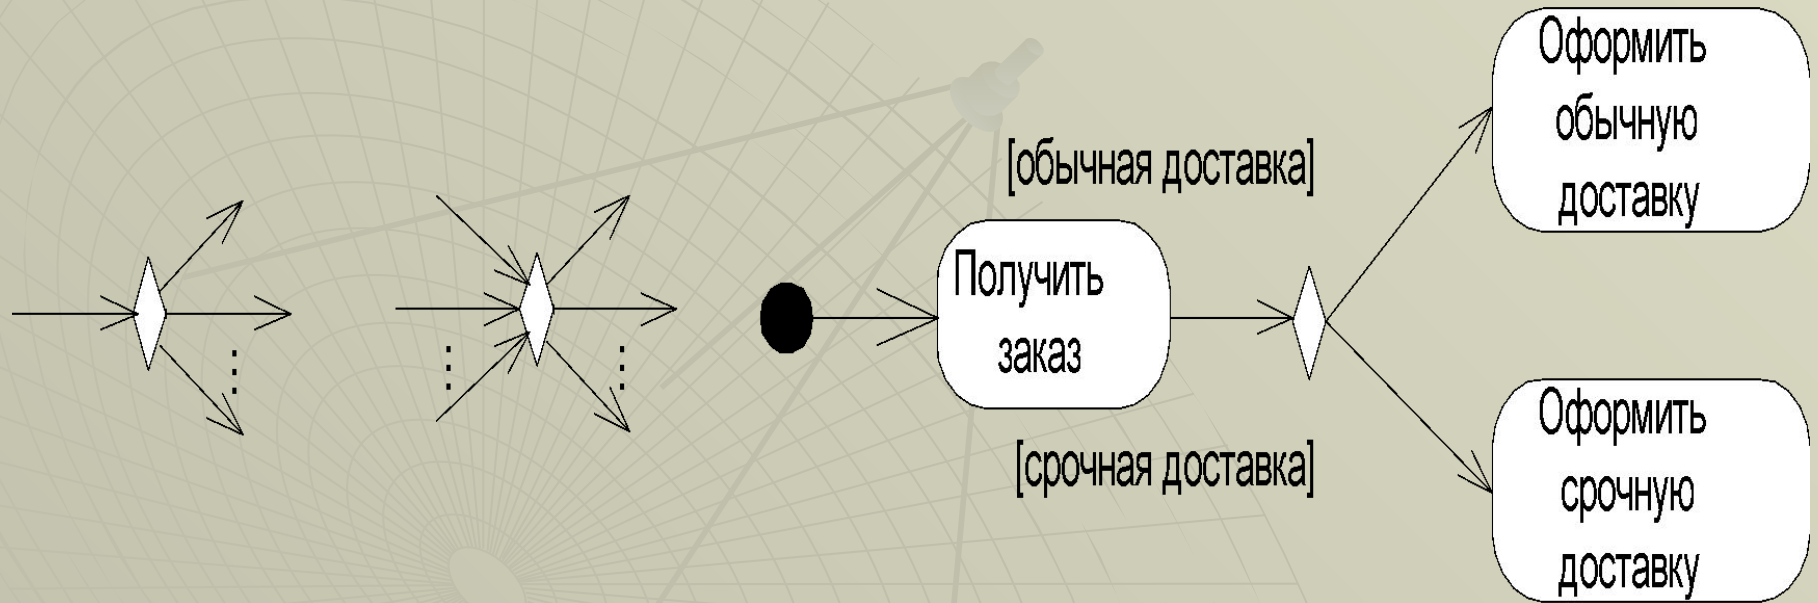 [обычная доставка]
Получить
заказ
[срочная доставка]
Оформить
обычную
доставку
Оформить
срочную
доставку